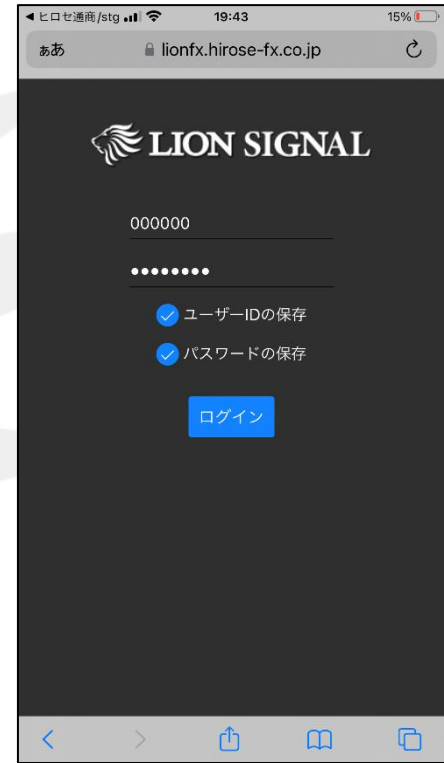 ◀ヒロセ通商/stg 19:43 15%
ぁあ lionfx.hirose-fx.co.jp
LION SIGNAL
000000
••••••••
ユーザーIDの保存
パスワードの保存
ログイン